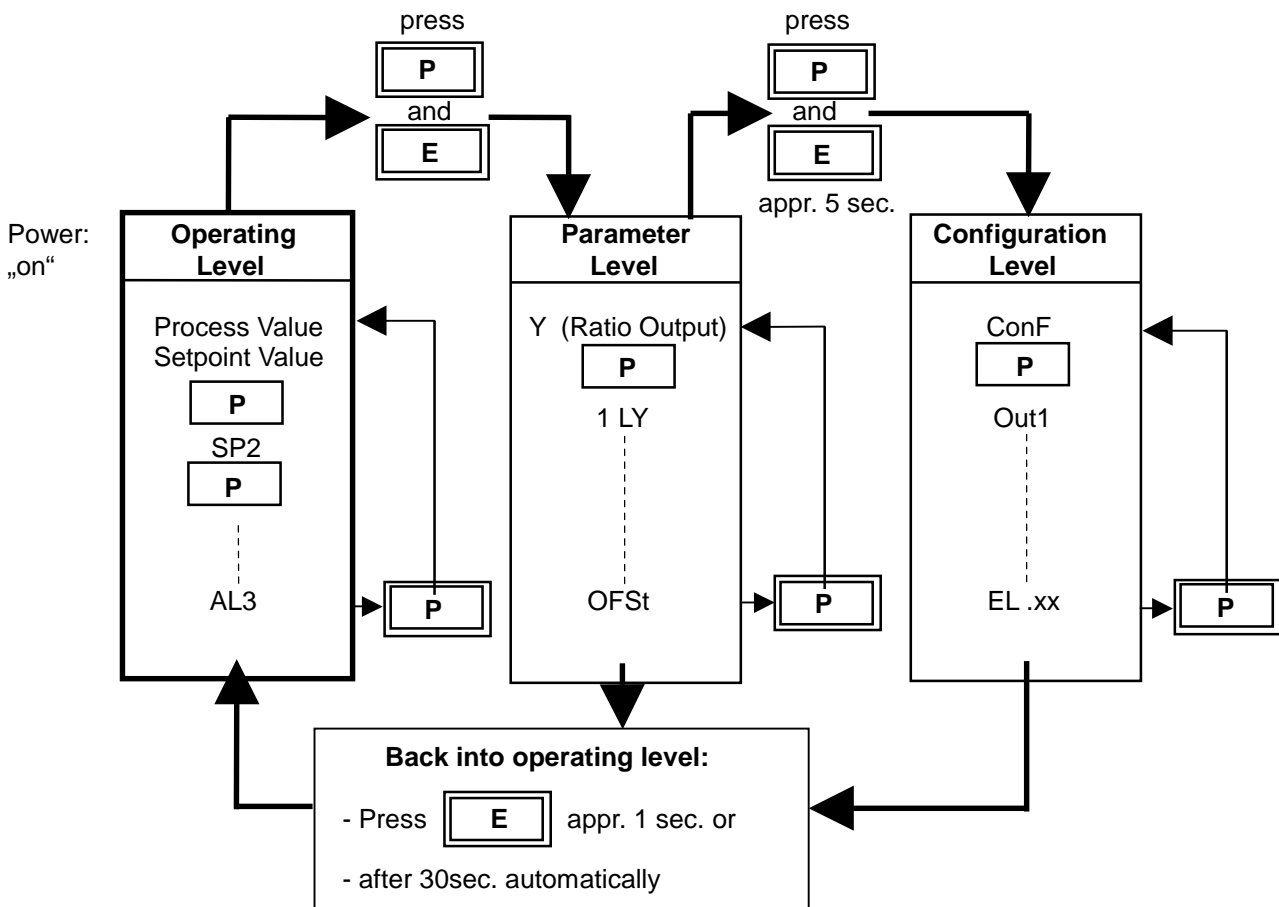 press
P
and
E
press
P
and
E
appr. 5 sec.
Power:
„on“
Operating
Level
Process Value
Setpoint Value
P
SP2
P
AL3
P
Parameter
Level
Y (Ratio Output)
P
1 LY
OFSt
P
Configuration
Level
ConF
P
Out1
EL .xx
P
Back into operating level:
- Press E appr. 1 sec. or
- after 30sec. automatically